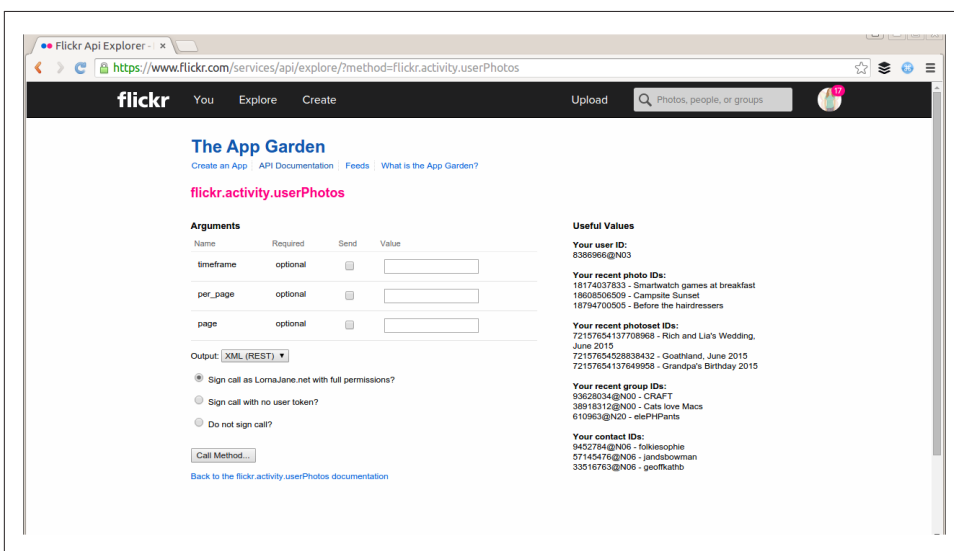 Flickr Api Explorer -
https://www.flickr.com/services/api/explore/?method=flickr.activity.userPhotos
flickr You Explore Create Upload Photos, people, or groups 17
The App Garden
Create an App API Documentation Feeds What is the App Garden?
flickr.activity.userPhotos
Arguments
Name Required Send Value
timeframe optional
per_page optional
page optional
Output: XML (REST)
Sign call as LornaJane.net with full permissions?
Sign call with no user token?
Do not sign call?
Call Method...
Back to the flickr.activity.userPhotos documentation
Useful Values
Your user ID:
8386966@N03
Your recent photo IDs:
18174037833 - Smartwatch games at breakfast
18608506509 - Campsite Sunset
18794700505 - Before the hairdressers
Your recent photoset IDs:
72157654137708968 - Rich and Lia's Wedding,
June 2015
72157654528838432 - Goathland, June 2015
72157654137649958 - Grandpa's Birthday 2015
Your recent group IDs:
93628034@N00 - CRAFT
38918312@N00 - Cats love Macs
610963@N20 - elePHPants
Your contact IDs:
9452784@N06 - folkiesophie
57145476@N06 - jandsbowman
33516763@N06 - geoffkathb